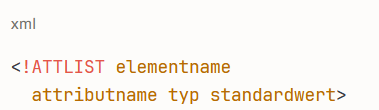 xml
<!ATTLIST elementname
attributname typ standardwert>